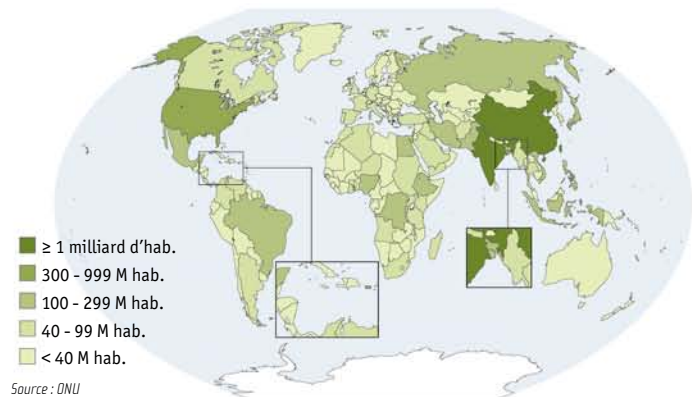 ≥ 1 milliard d’hab.
300 - 999 M hab.
100 - 299 M hab.
40 - 99 M hab.
< 40 M hab.
Source : ONU